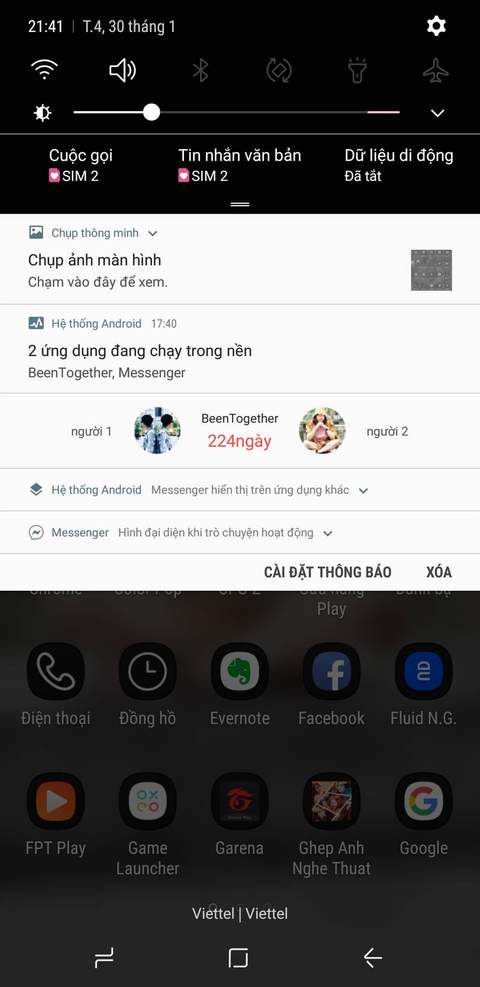 21:41 | T.4, 30 tháng 1
Cuộc gọi Tin nhắn văn bản Dữ liệu di động
SIM 2 SIM 2 Đã tắt
Chụp thông minh
Chụp ảnh màn hình
Chạm vào đây để xem.
Hệ thống Android 17:40
2 ứng dụng đang chạy trong nền
BeenTogether, Messenger
người 1 BeenTogether người 2
224ngày
Hệ thống Android Messenger hiển thị trên ứng dụng khác
Messenger Hình đại diện khi trò chuyện hoạt động
CÀI ĐẶT THÔNG BÁO XÓA
Play
Điện thoại Đồng hồ Evernote Facebook Fluid N.G.
FPT Play Game Garena Ghep Anh Google
Launcher Nghe Thuat
Viettel | Viettel